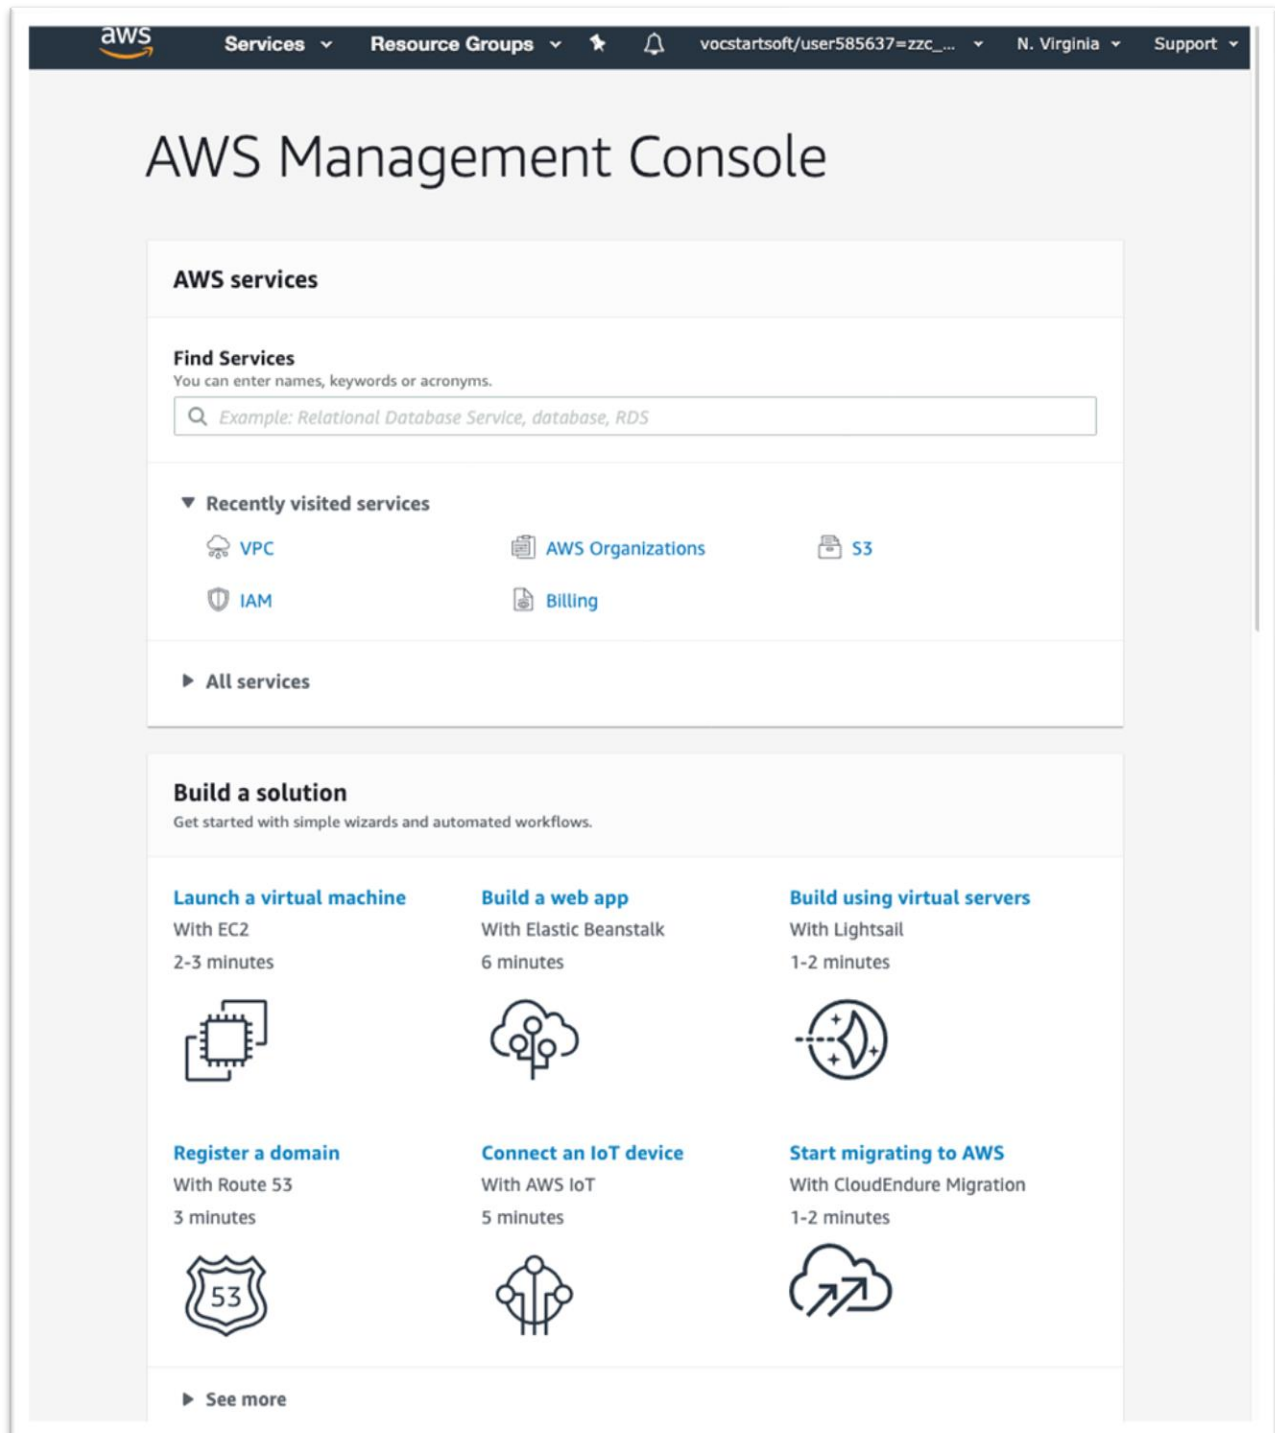 aws Services Resource Groups vocstartsoft/user585637=zzc_... N. Virginia Support
AWS Management Console
AWS services
Find Services
You can enter names, keywords or acronyms.
Example: Relational Database Service, database, RDS
Recently visited services
VPC AWS Organizations S3
IAM Billing
All services
Build a solution
Get started with simple wizards and automated workflows.
Launch a virtual machine Build a web app Build using virtual servers
With EC2 With Elastic Beanstalk With Lightsail
2-3 minutes 6 minutes 1-2 minutes
Register a domain Connect an IoT device Start migrating to AWS
With Route 53 With AWS IoT With CloudEndure Migration
3 minutes 5 minutes 1-2 minutes
53
See more